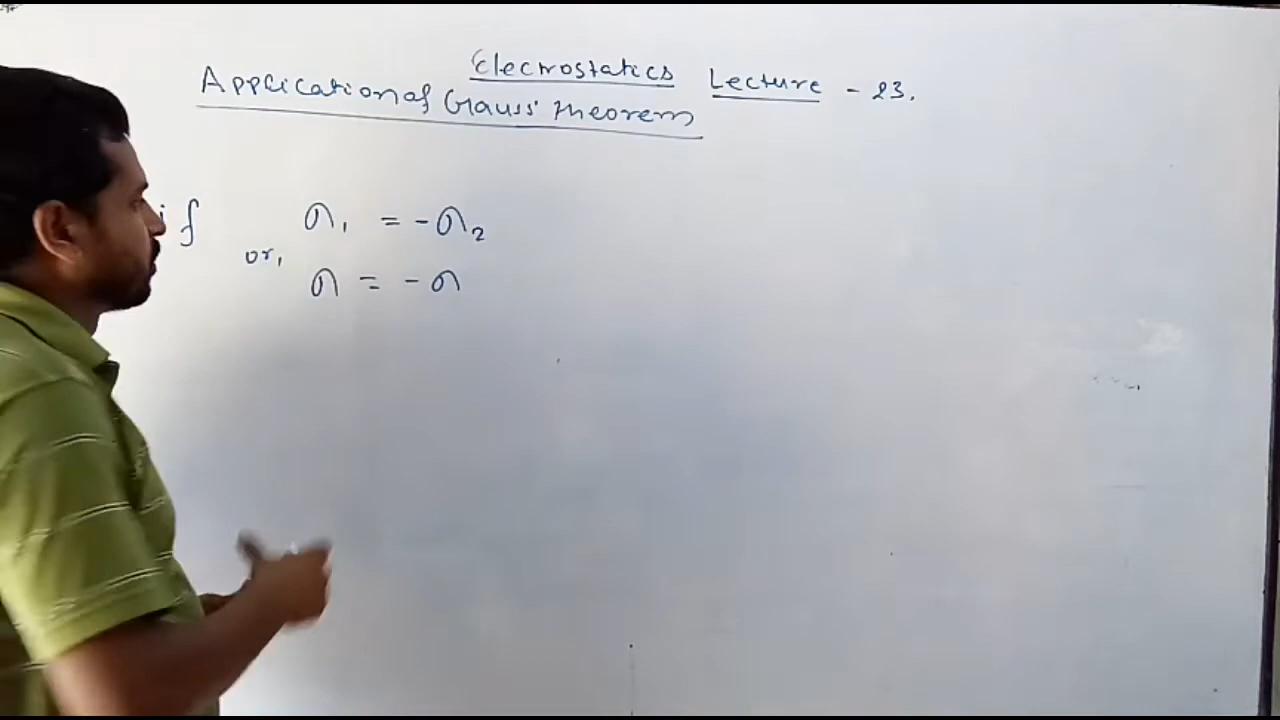 Electrostatics Lecture - 23.
Application of Gauss' theorem
if σ₁ = -σ₂
or,
σ = -σ